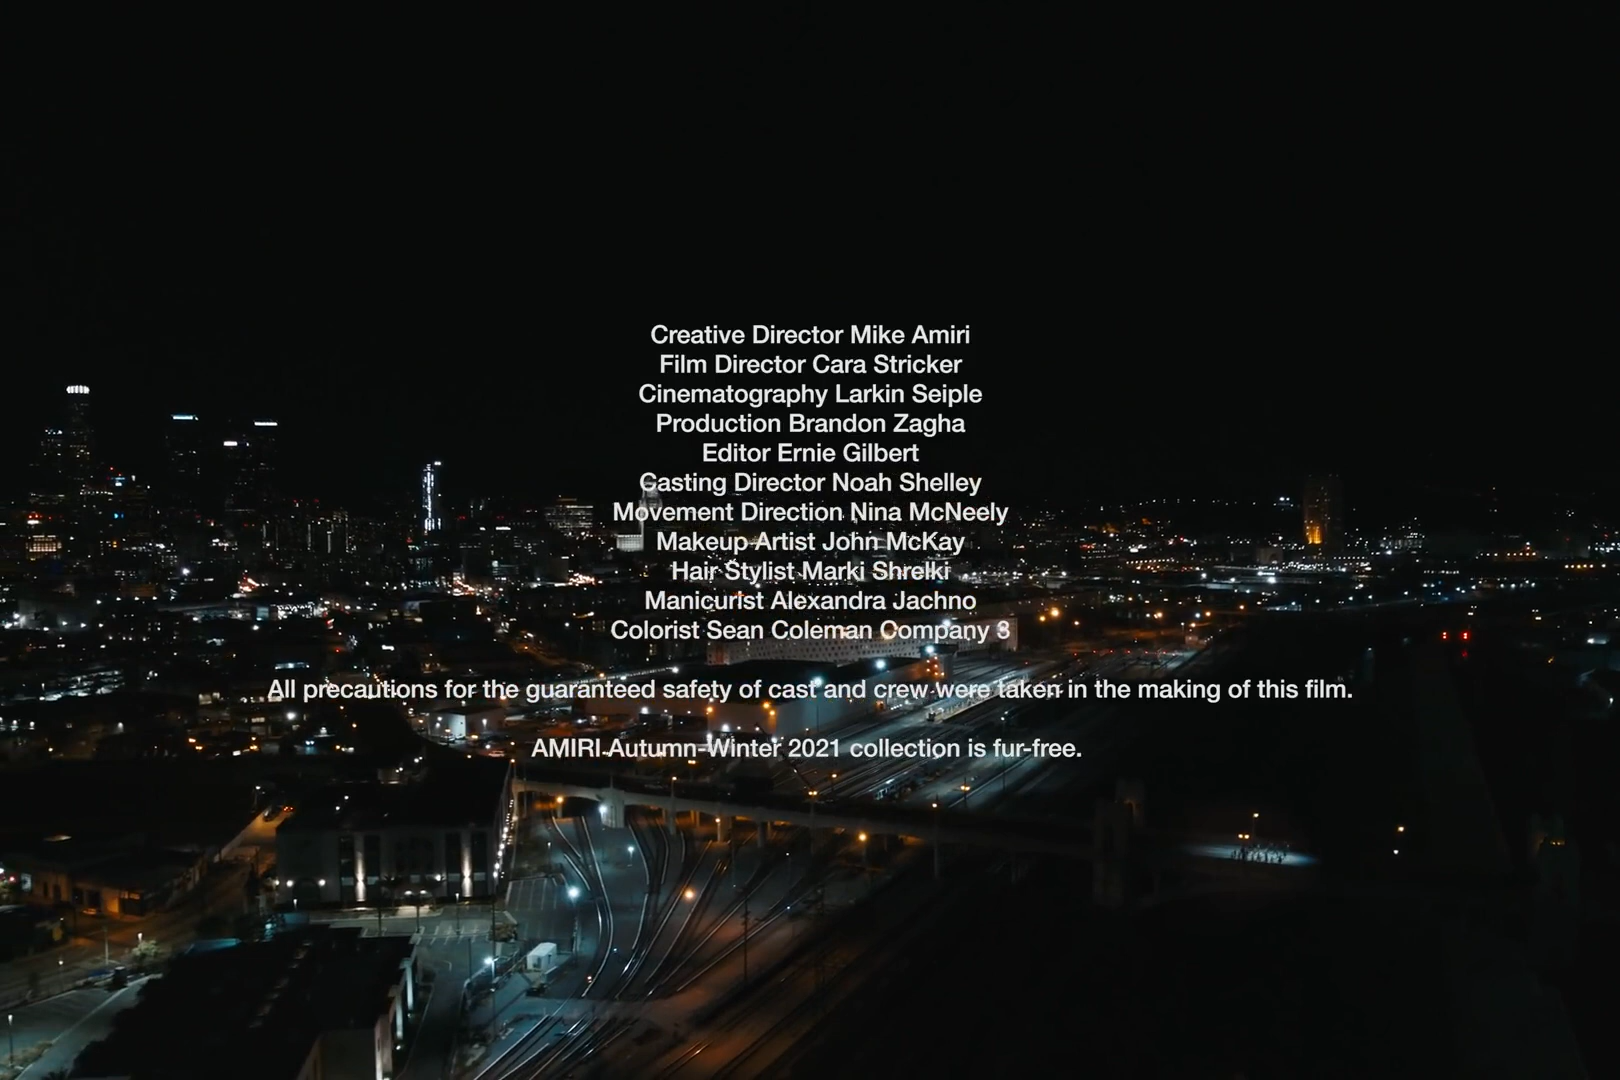 Creative Director Mike Amiri
Film Director Cara Stricker
Cinematography Larkin Seiple
Production Brandon Zagha
Editor Ernie Gilbert
Casting Director Noah Shelley
Movement Direction Nina McNeely
Makeup Artist John McKay
Hair Stylist Marki Shrelki
Manicurist Alexandra Jachno
Colorist Sean Coleman Company 3
All precautions for the guaranteed safety of cast and crew were taken in the making of this film.
AMIRI Autumn-Winter 2021 collection is fur-free.